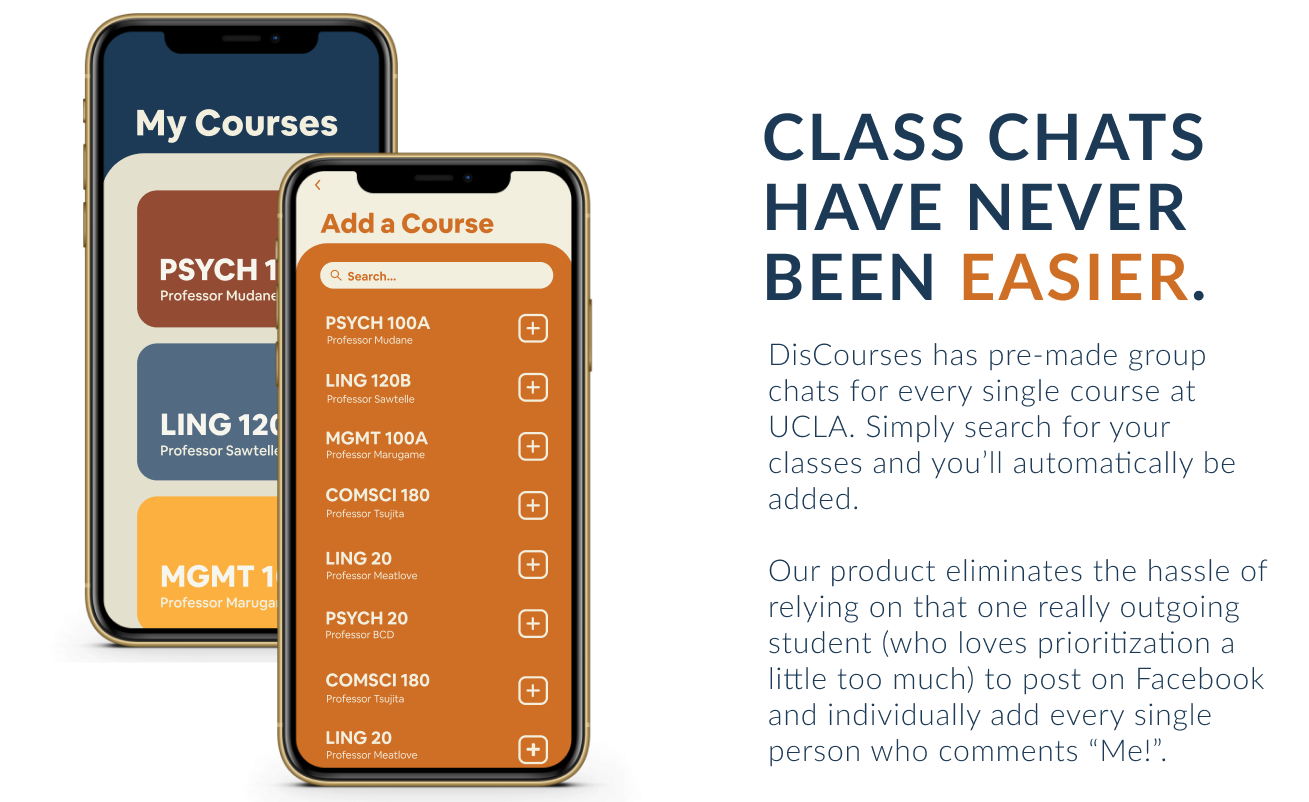 My Courses
PSYCH 1
Professor Mudane
LING 120
Professor Sawtelle
MGMT 10
Professor Maruga
Add a Course
Search...
PSYCH 100A
Professor Mudane
LING 120B
Professor Sawtelle
MGMT 100A
Professor Marugame
COMSCI 180
Professor Tsujita
LING 20
Professor Meatlove
PSYCH 20
Professor BCD
COMSCI 180
Professor Tsujita
LING 20
Professor Meatlove
CLASS CHATS
HAVE NEVER
BEEN EASIER.
DisCourses has pre-made group
chats for every single course at
UCLA. Simply search for your
classes and you’ll automatically be
added.
Our product eliminates the hassle of
relying on that one really outgoing
student (who loves prioritization a
little too much) to post on Facebook
and individually add every single
person who comments “Me!”.